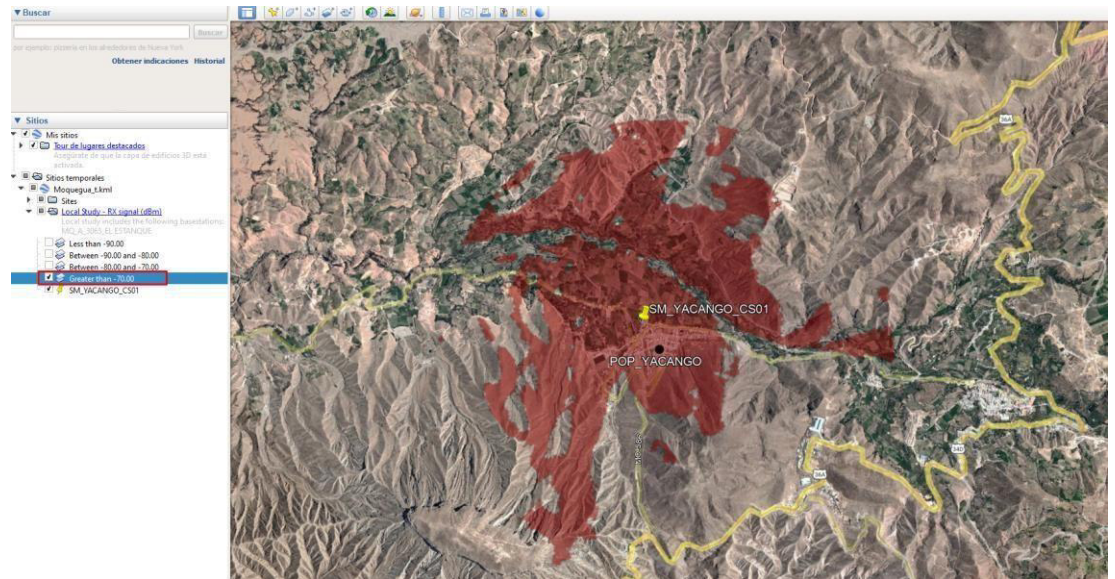 Buscar
Buscar
por ejemplo: pizzería en los alrededores de Nueva York
Obtener indicaciones Historial
Sitios
Mis sitios
Tour de lugares destacados
Asegúrate de que la capa de edificios 3D está
activada.
Sitios temporales
Moquegua_t.kml
Sites
Local Study - RX signal (dBm)
Local study includes the following basestations:
MQ_A_3065_EL ESTANQUE
Less than -90.00
Between -90.00 and -80.00
Between -80.00 and -70.00
Greater than -70.00
SM_YACANGO_CS01
36A
SM_YACANGO_CS01
POP_YACANGO
34D
36A